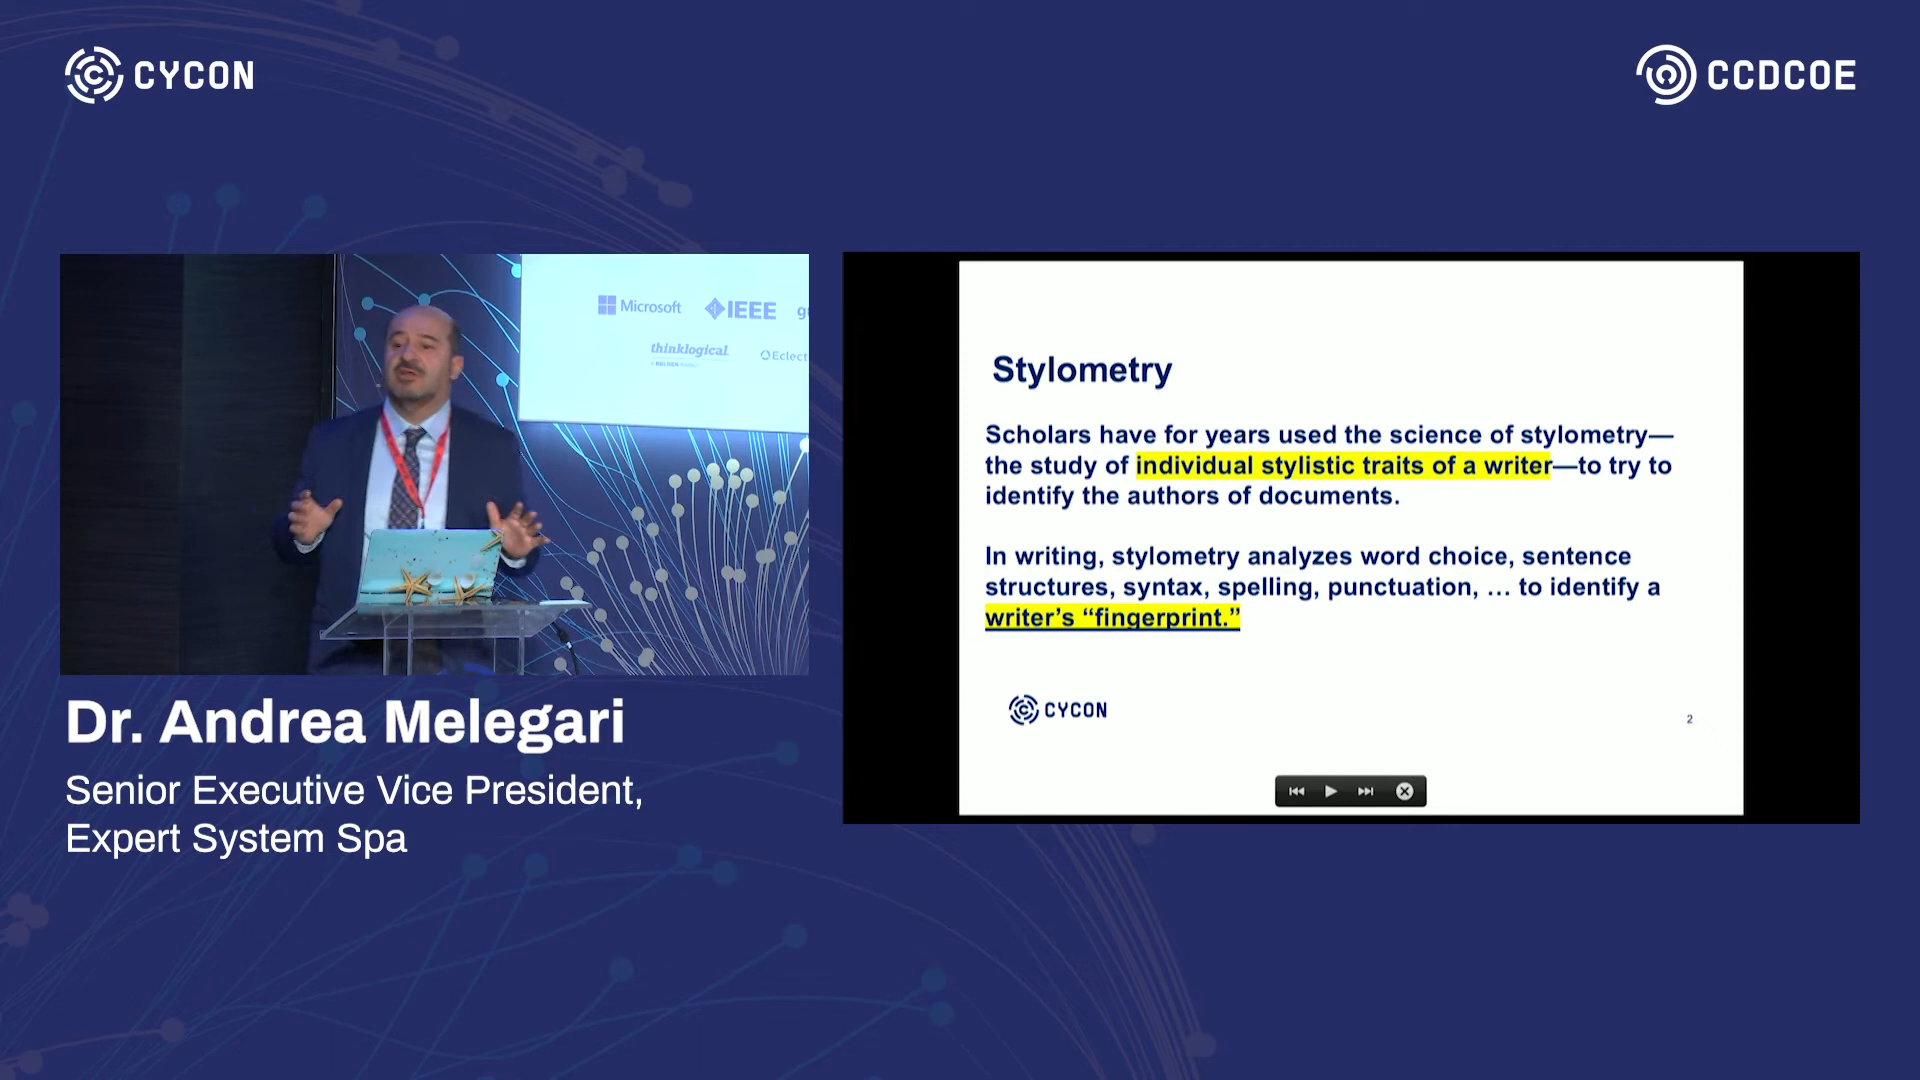 CYCON
CCDCOE
Microsoft
IEEE
thinklogical
Stylometry
Scholars have for years used the science of stylometry—
the study of individual stylistic traits of a writer—to try to
identify the authors of documents.
In writing, stylometry analyzes word choice, sentence
structures, syntax, spelling, punctuation, … to identify a
writer’s “fingerprint.”
CYCON
2
Dr. Andrea Melegari
Senior Executive Vice President,
Expert System Spa